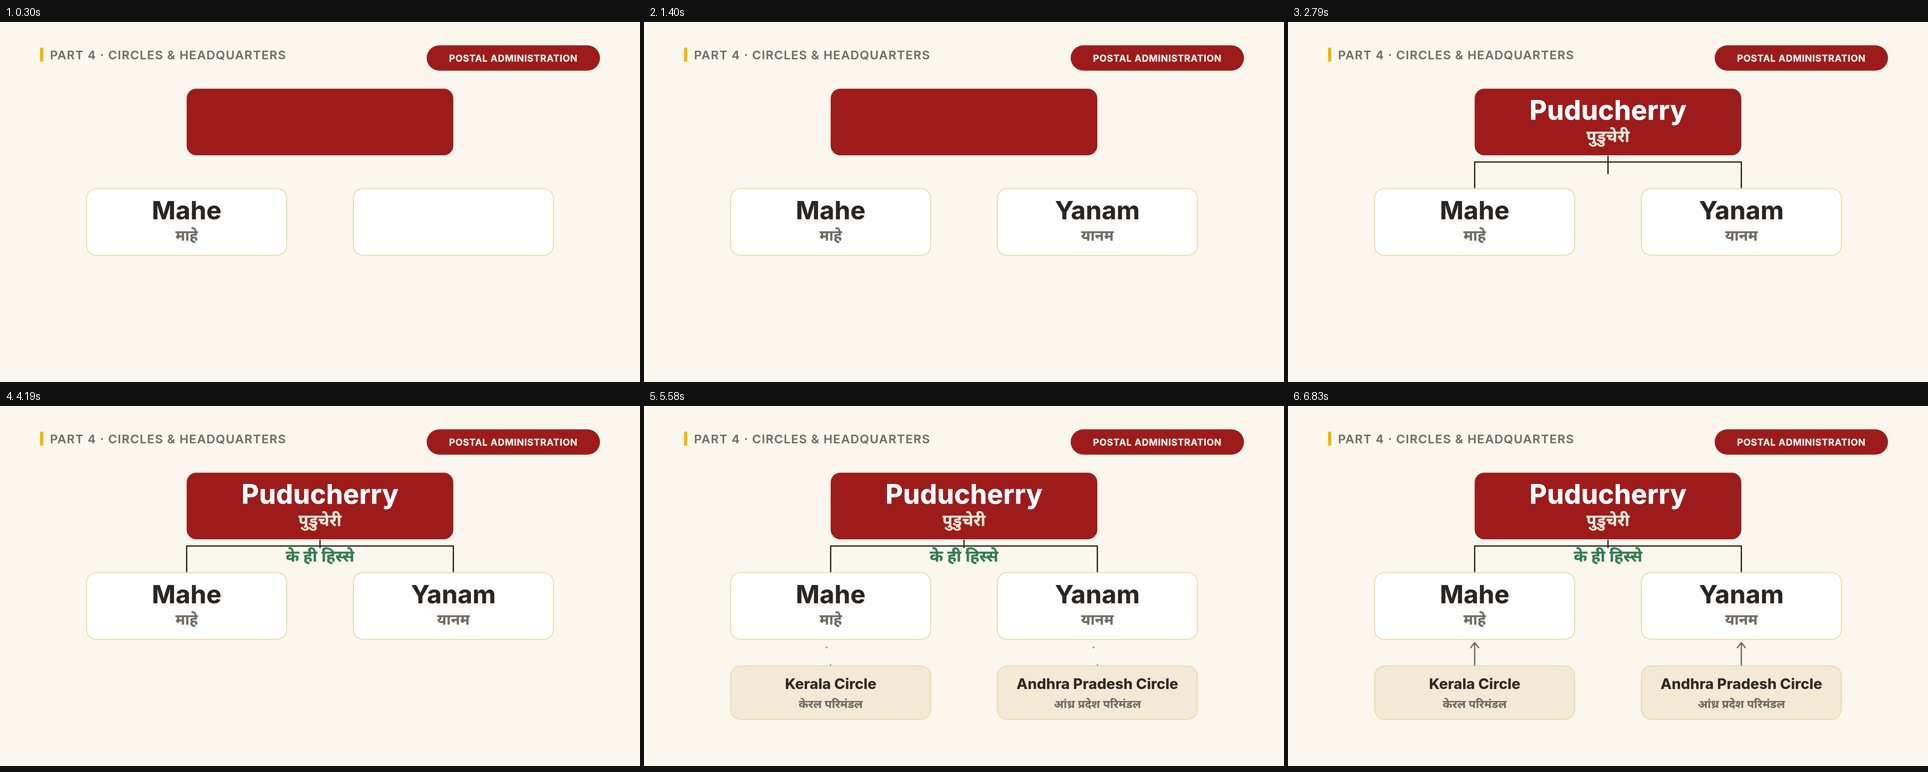 1. 0.30s
PART 4 · CIRCLES & HEADQUARTERS
POSTAL ADMINISTRATION
Mahe
माहे
2. 1.40s
PART 4 · CIRCLES & HEADQUARTERS
POSTAL ADMINISTRATION
Mahe
माहे
Yanam
यानम
3. 2.79s
PART 4 · CIRCLES & HEADQUARTERS
POSTAL ADMINISTRATION
Puducherry
पुडुचेरी
Mahe
माहे
Yanam
यानम
4. 4.19s
PART 4 · CIRCLES & HEADQUARTERS
POSTAL ADMINISTRATION
Puducherry
पुडुचेरी
के ही हिस्से
Mahe
माहे
Yanam
यानम
5. 5.58s
PART 4 · CIRCLES & HEADQUARTERS
POSTAL ADMINISTRATION
Puducherry
पुडुचेरी
के ही हिस्से
Mahe
माहे
Yanam
यानम
Kerala Circle
केरल परिमंडल
Andhra Pradesh Circle
आंध्र प्रदेश परिमंडल
6. 6.83s
PART 4 · CIRCLES & HEADQUARTERS
POSTAL ADMINISTRATION
Puducherry
पुडुचेरी
के ही हिस्से
Mahe
माहे
Yanam
यानम
Kerala Circle
केरल परिमंडल
Andhra Pradesh Circle
आंध्र प्रदेश परिमंडल